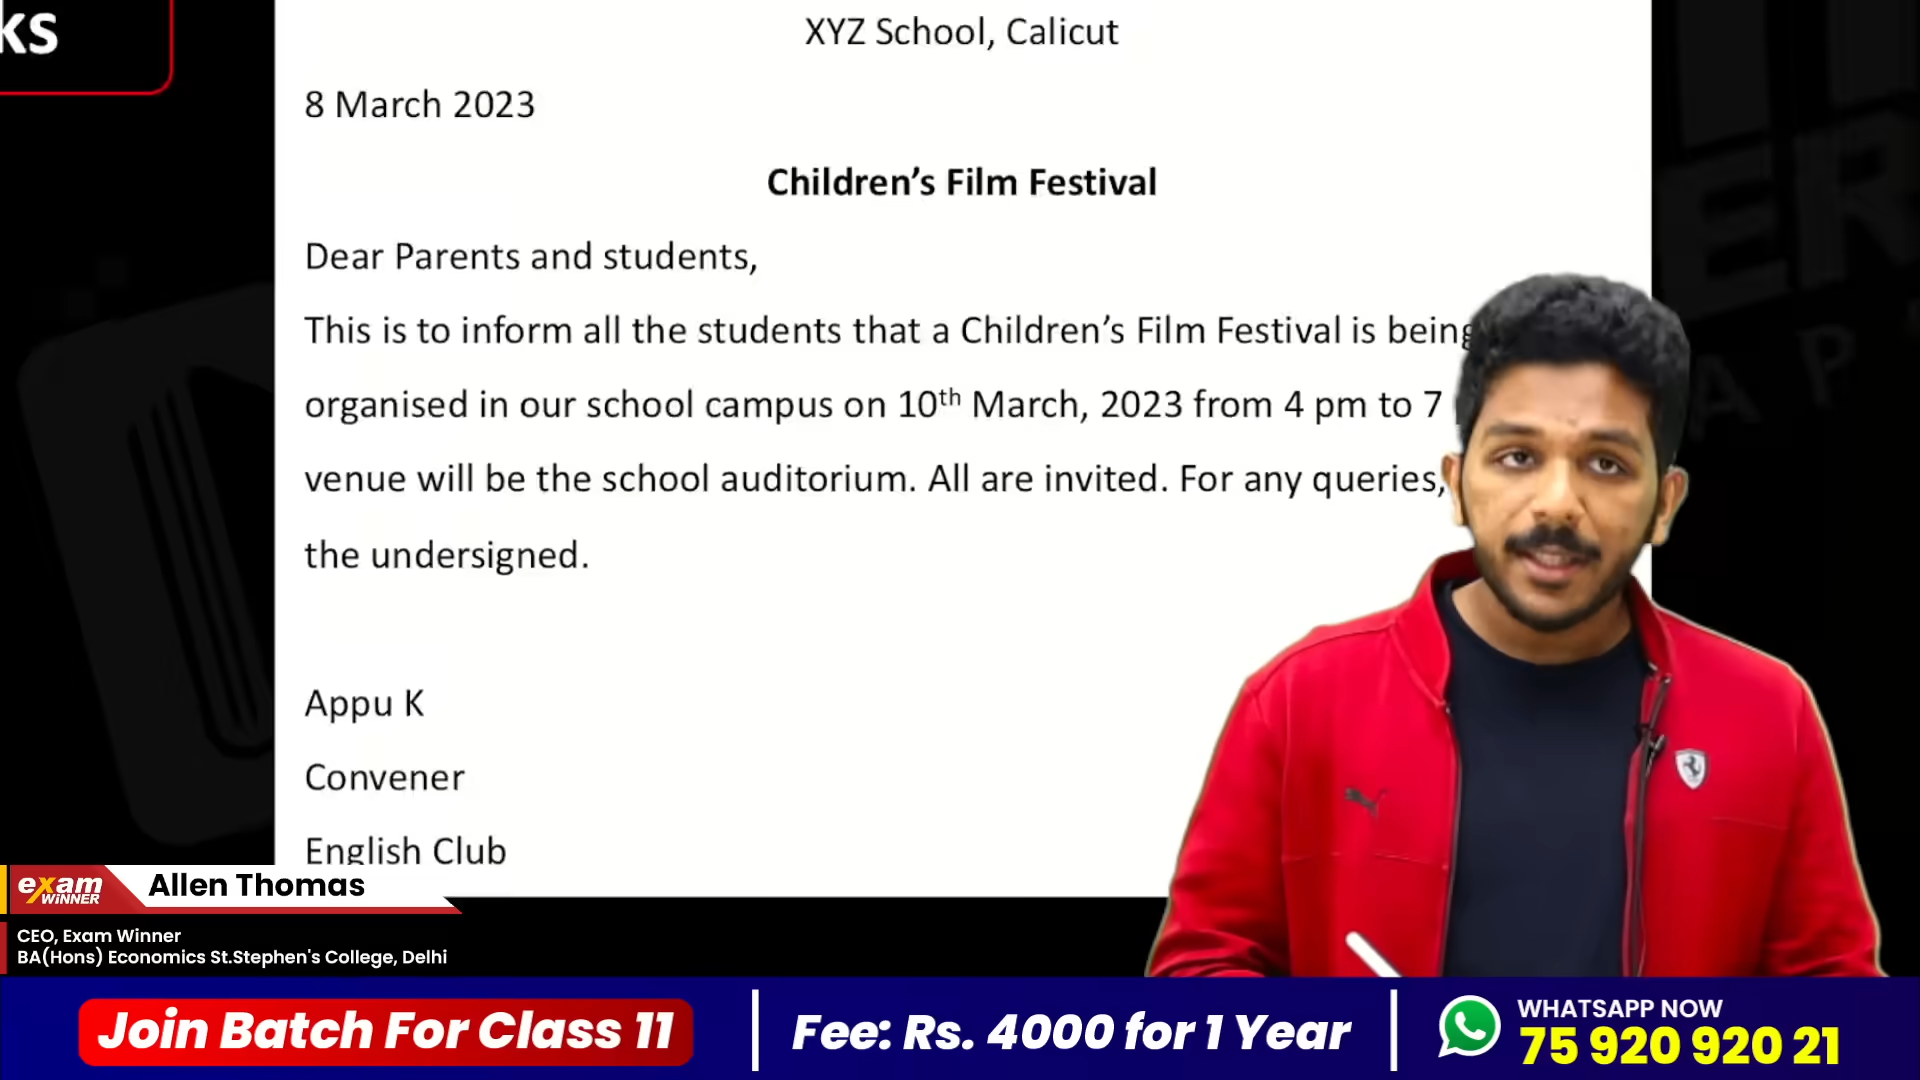 KS
XYZ School, Calicut
8 March 2023
Children's Film Festival
Dear Parents and students,
This is to inform all the students that a Children's Film Festival is being
organised in our school campus on 10th March, 2023 from 4 pm to 7
venue will be the school auditorium. All are invited. For any queries,
the undersigned.
Appu K
Convener
English Club
exam WiNNER
Allen Thomas
CEO, Exam Winner
BA(Hons) Economics St.Stephen's College, Delhi
Join Batch For Class 11
Fee: Rs. 4000 for 1 Year
WHATSAPP NOW
75 920 920 21